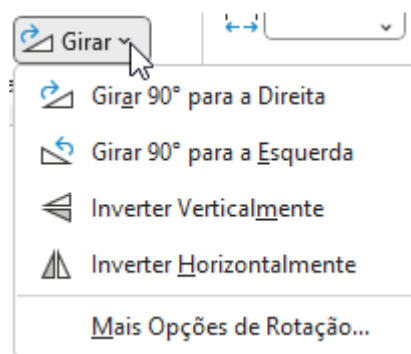 Girar
Girar 90° para a Direita
Girar 90° para a Esquerda
Inverter Verticalmente
Inverter Horizontalmente
Mais Opções de Rotação...